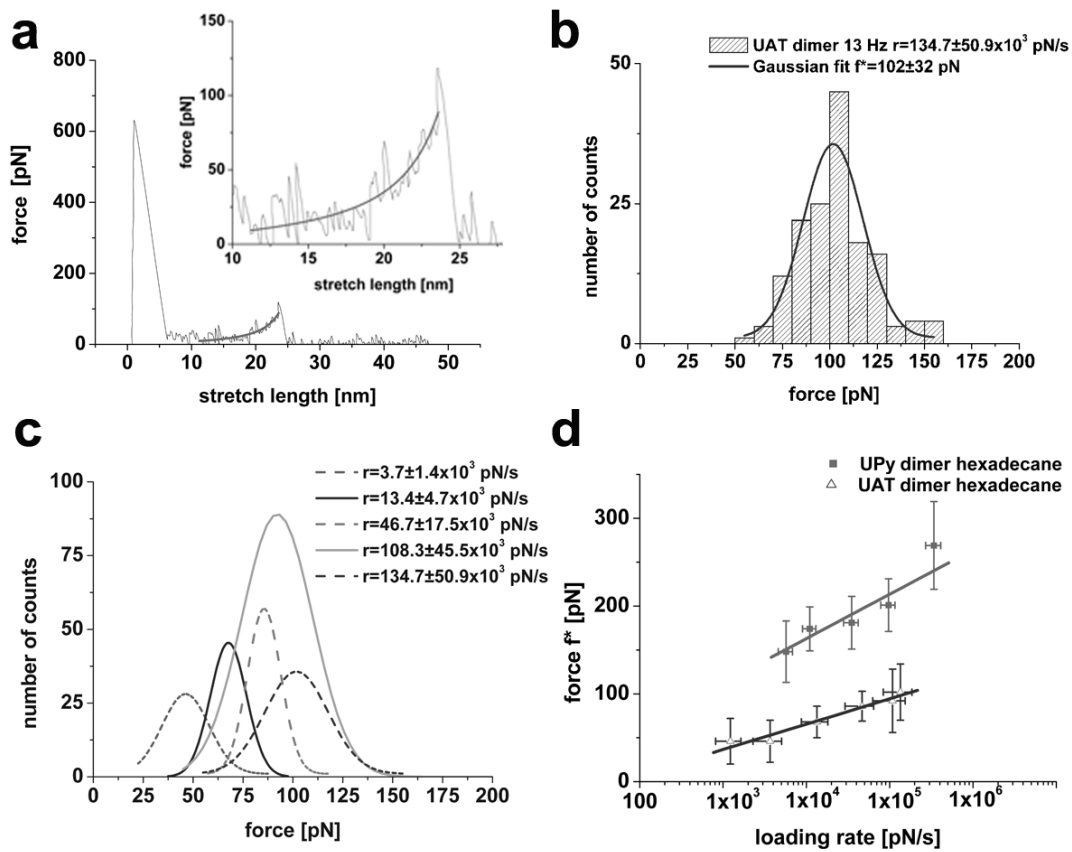 a
force [pN]
800
600
400
200
0
0
10
20
30
40
50
stretch length [nm]
force [pN]
150
100
50
0
10
15
20
25
stretch length [nm]
b
UAT dimer 13 Hz r=134.7±50.9x10³ pN/s
Gaussian fit f*=102±32 pN
number of counts
50
25
0
0
25
50
75
100
125
150
175
200
force [pN]
c
r=3.7±1.4x10³ pN/s
r=13.4±4.7x10³ pN/s
r=46.7±17.5x10³ pN/s
r=108.3±45.5x10³ pN/s
r=134.7±50.9x10³ pN/s
number of counts
100
75
50
25
0
0
25
50
75
100
125
150
175
200
force [pN]
d
UPy dimer hexadecane
UAT dimer hexadecane
force f* [pN]
300
200
100
0
100
1x10³
1x10⁴
1x10⁵
1x10⁶
loading rate [pN/s]